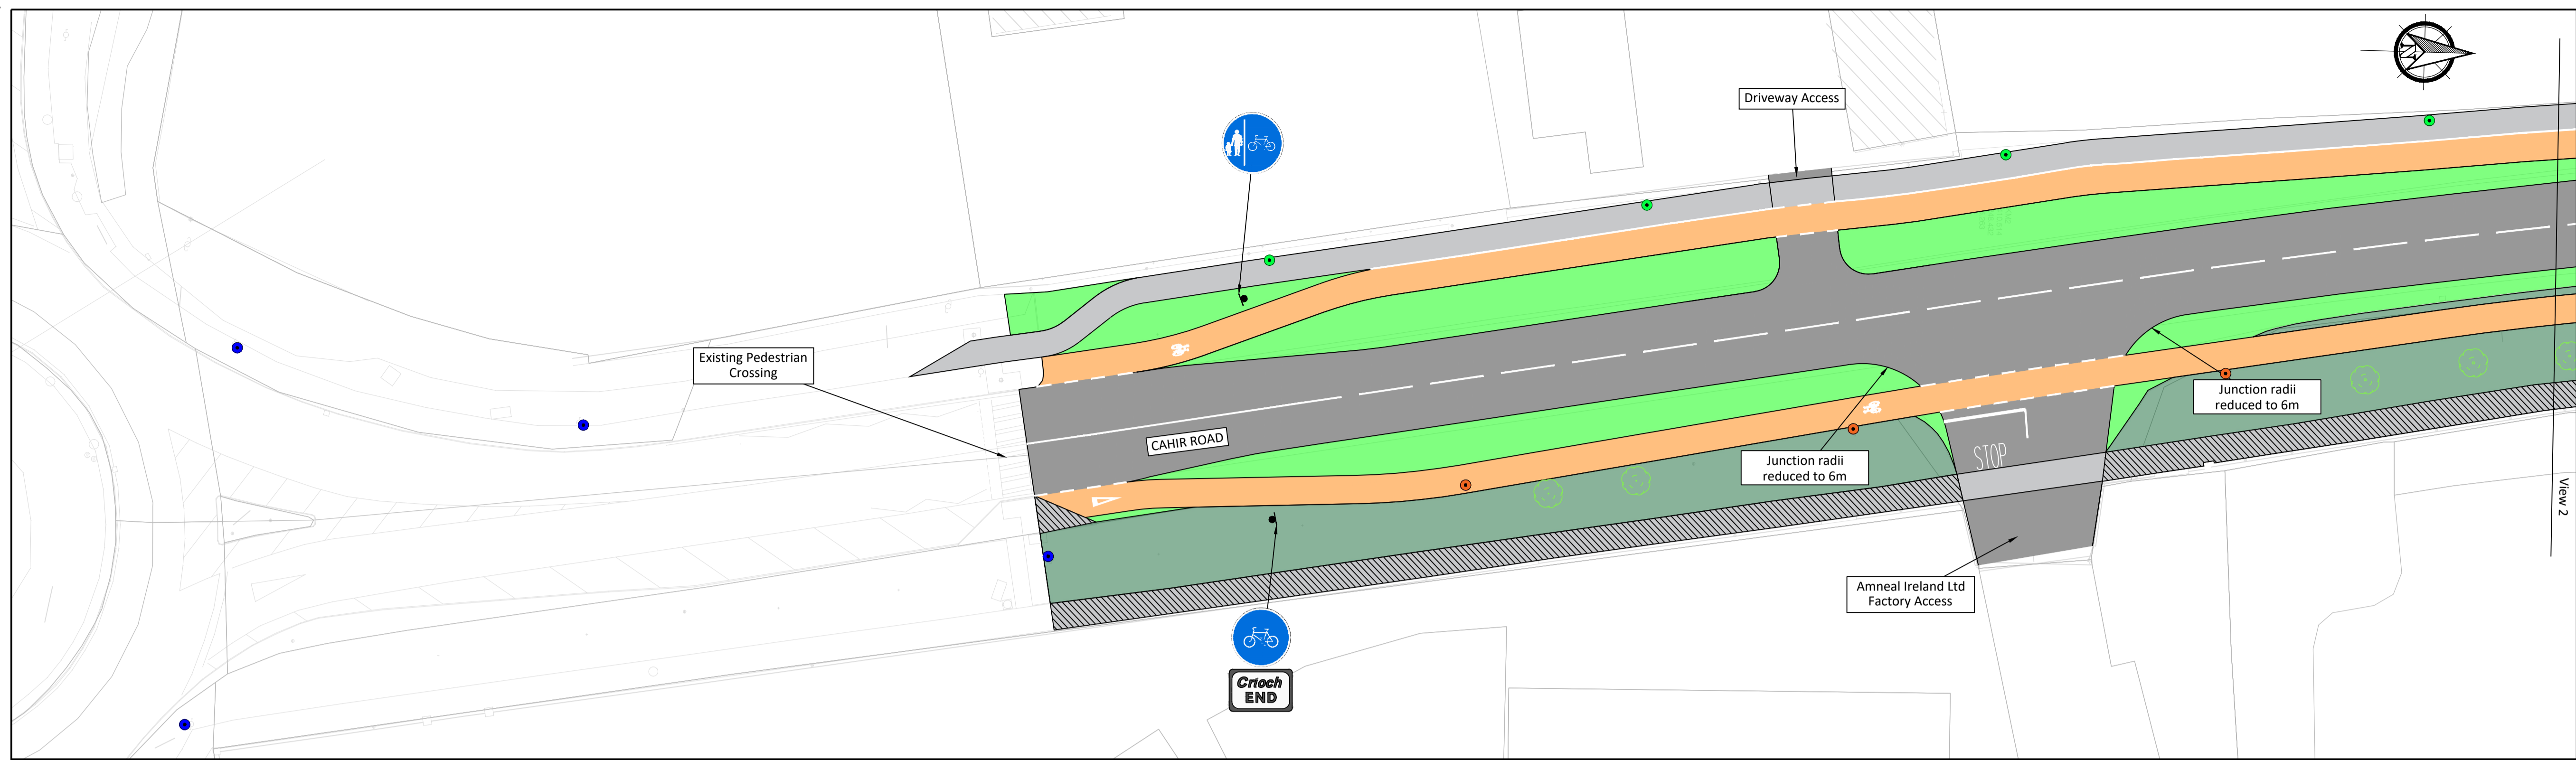 Driveway Access
N
Existing Pedestrian
Crossing
CAHIR ROAD
Junction radii
reduced to 6m
Junction radii
reduced to 6m
STOP
View 2
Amneal Ireland Ltd
Factory Access
Críoch
END